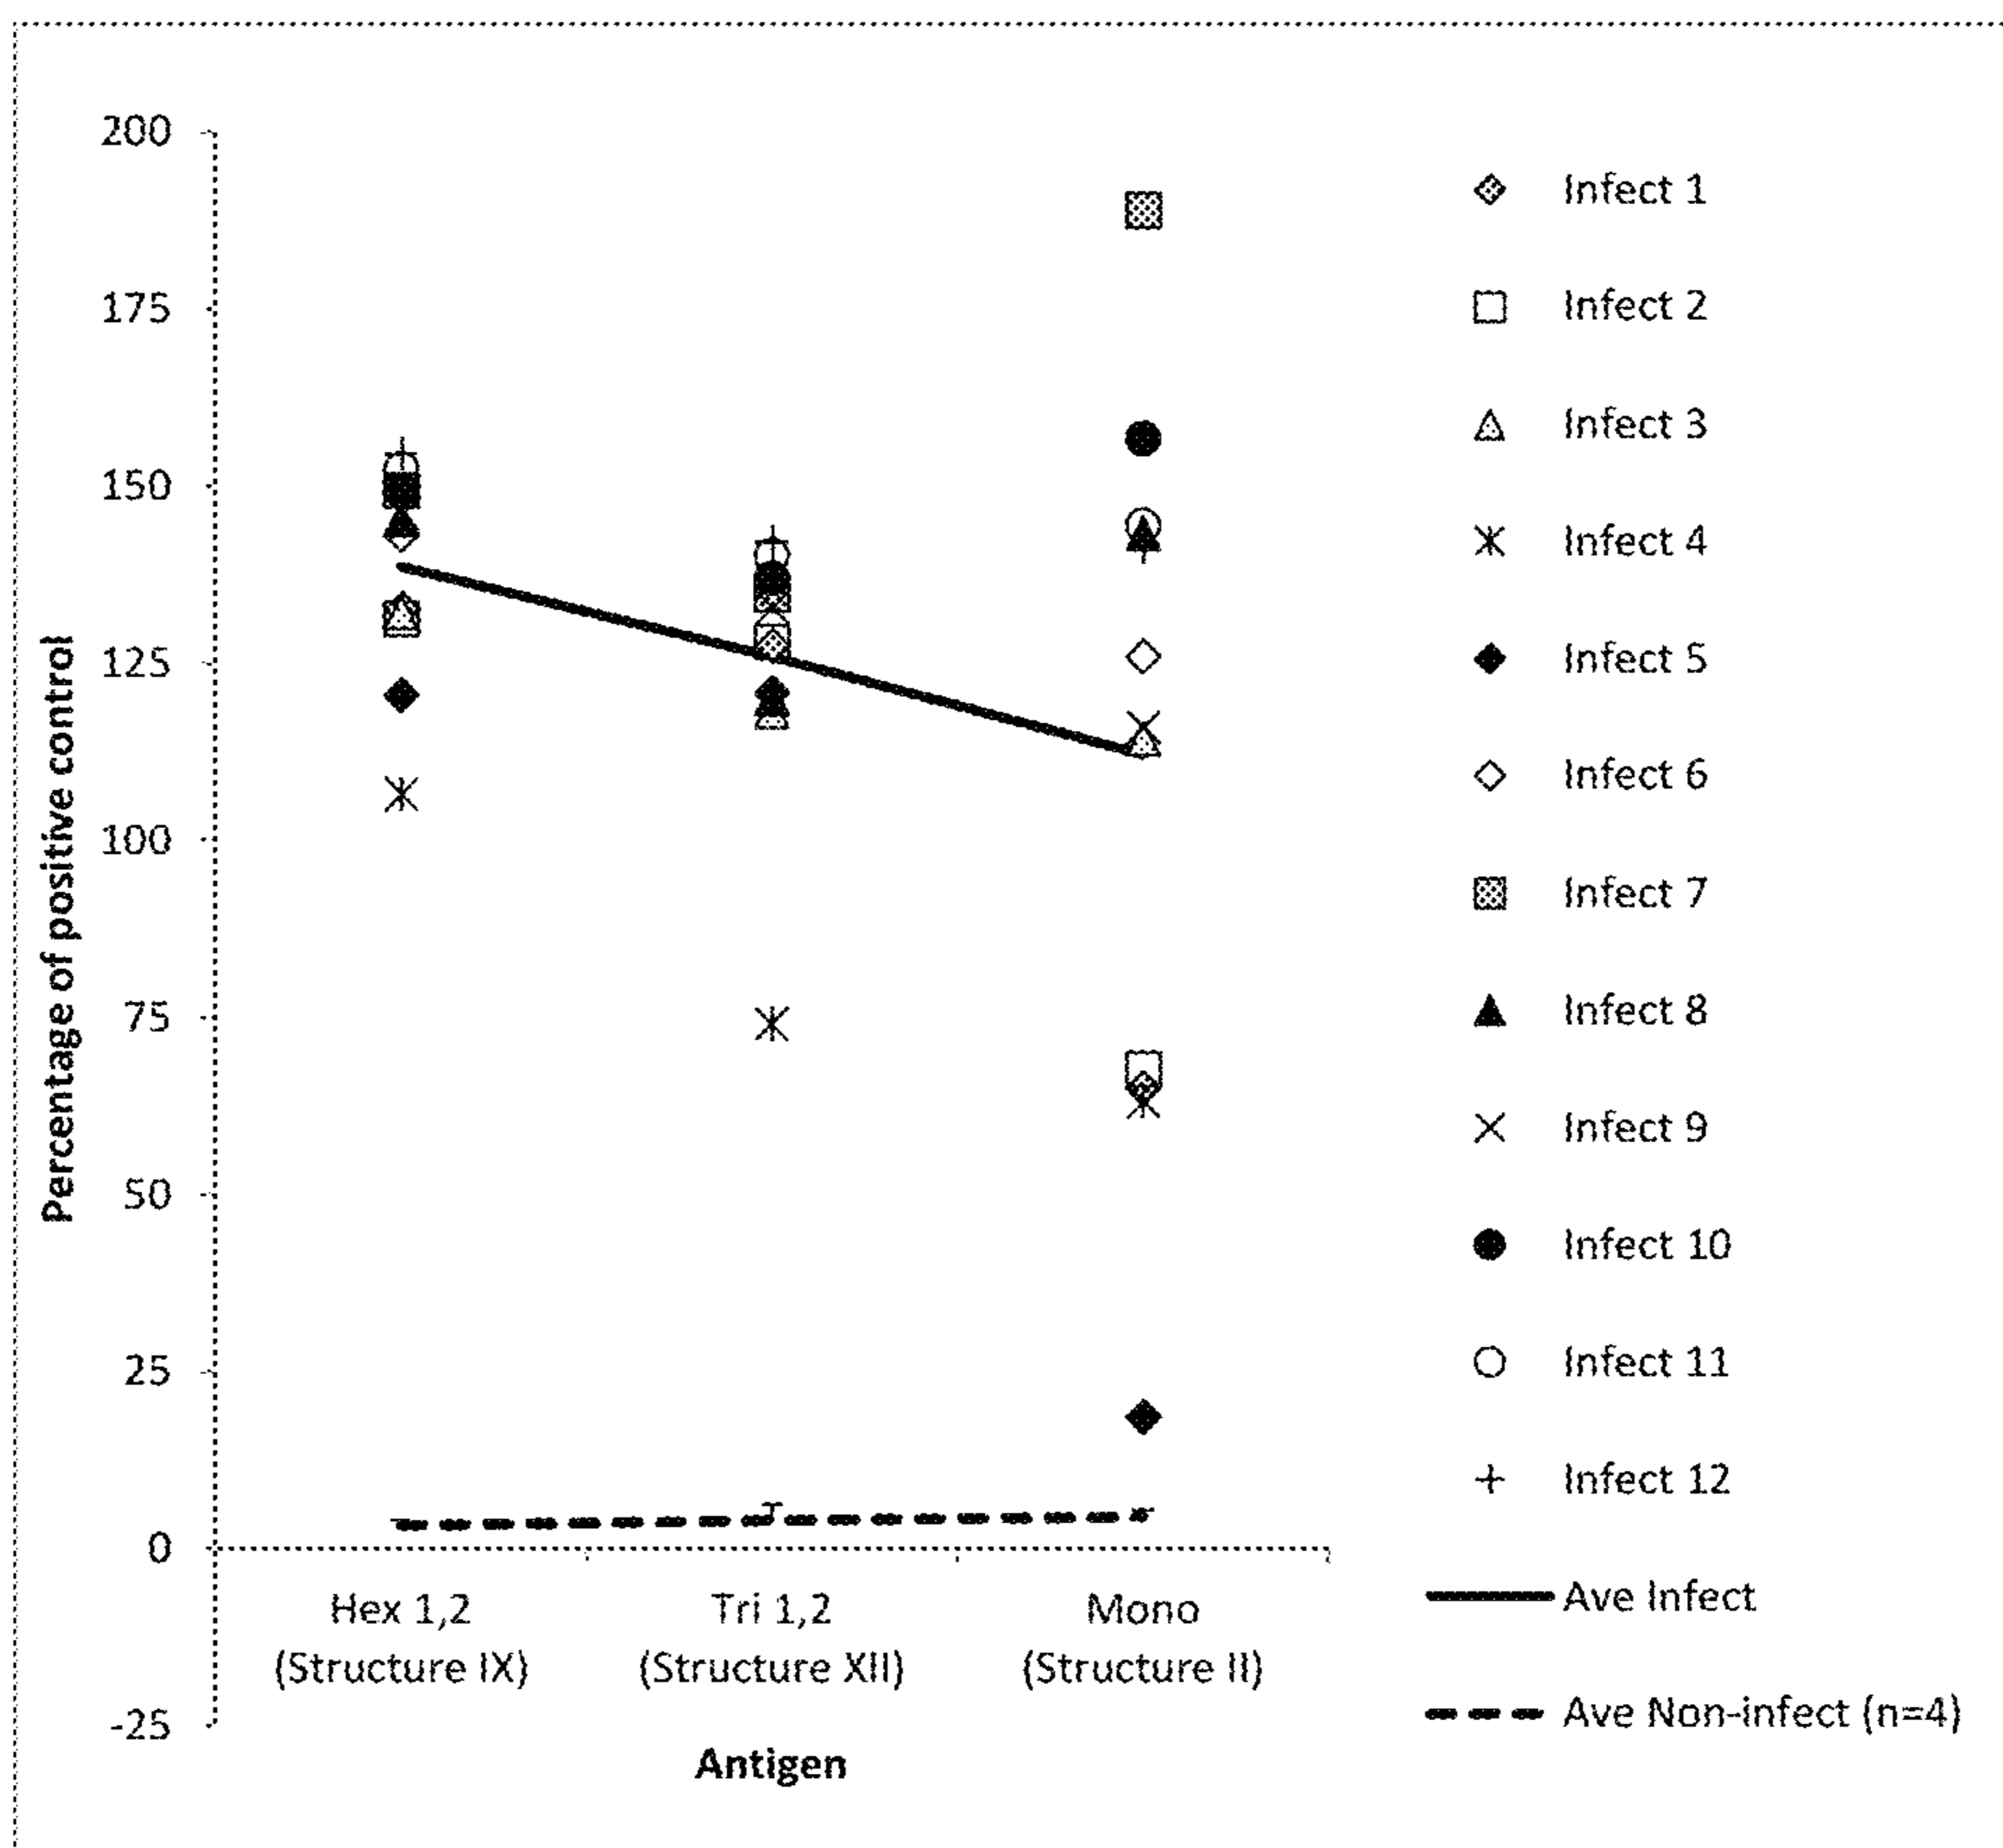 Percentage of positive control
200
175
150
125
100
75
50
25
0
-25
Hex 1,2
(Structure IX)
Tri 1,2
(Structure XII)
Mono
(Structure II)
Antigen
Infect 1
Infect 2
Infect 3
Infect 4
Infect 5
Infect 6
Infect 7
Infect 8
Infect 9
Infect 10
Infect 11
Infect 12
Ave Infect
Ave Non-infect (n=4)